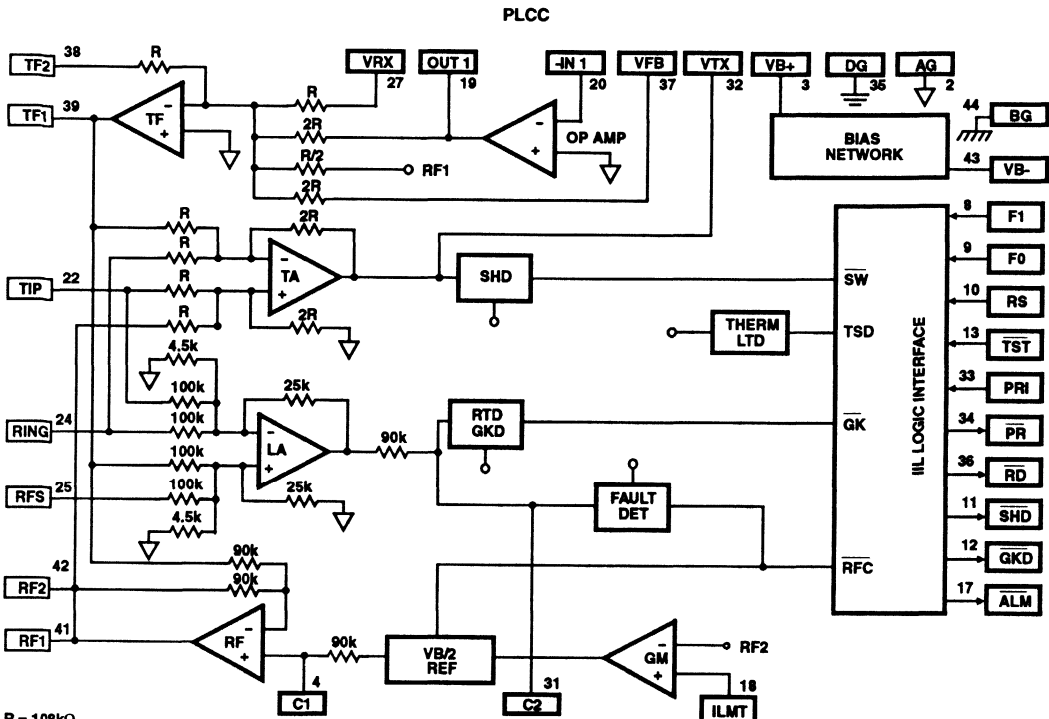 PLCC
TF2 38 R
VRX 27
OUT 1 19
-IN 1 20
VFB 37
VTX 32
VB+ 3
DG 35
AG 2
44 BG
43 VB-
BIAS NETWORK
TF1 39
TF - +
R
2R
R/2 RF1
2R
- + OP AMP
R
R
TIP 22 R
R
2R
TA - +
2R
SHD
THERM LTD
4.5k
100k
RING 24 100k
100k
RFS 25 100k
4.5k
25k
LA - +
25k
90k
RTD GKD
FAULT DET
IIL LOGIC INTERFACE
SW
TSD
GK
RFC
8 F1
9 F0
10 RS
13 TST
33 PRI
34 PR
36 RD
11 SHD
12 GKD
17 ALM
90k
RF2 42 90k
RF1 41
RF - +
90k
4
C1
VB/2 REF
31
C2
GM - +
RF2
18
ILMT
R = 108kΩ